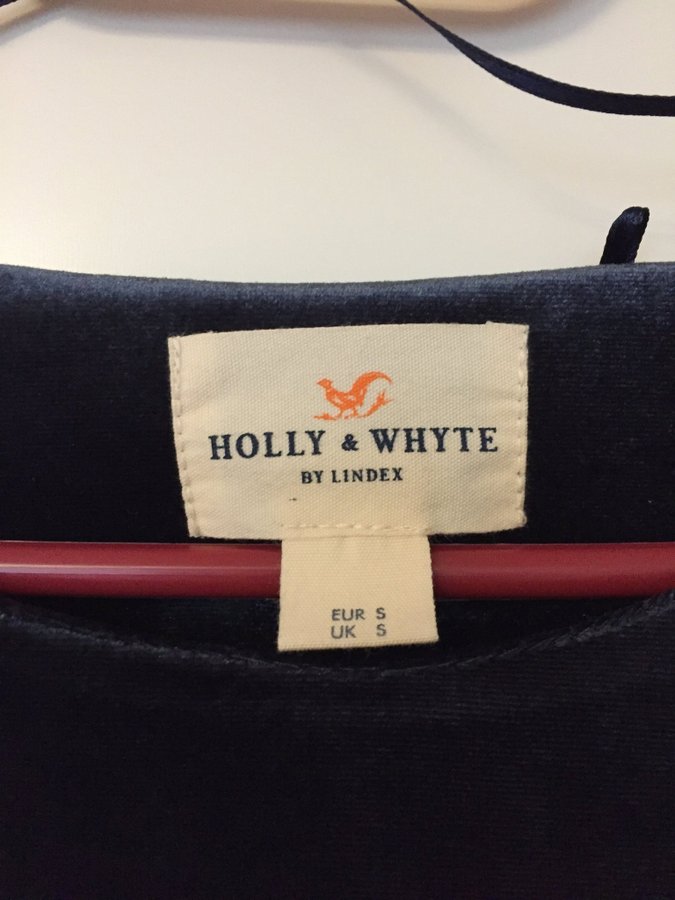 HOLLY & WHYTE
BY LINDEX
EUR S
UK S